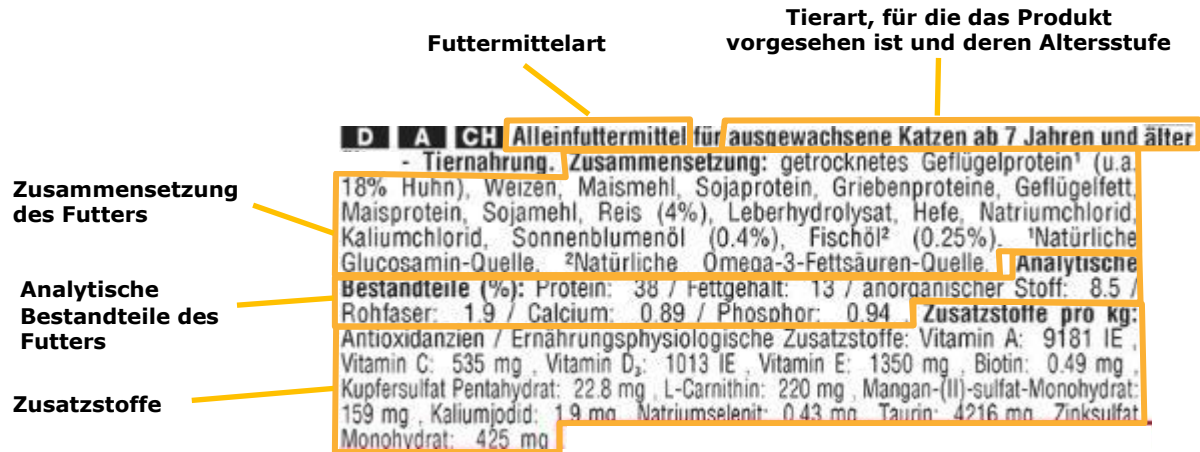 Tierart, für die das Produkt
vorgesehen ist und deren Altersstufe
Futtermittelart
D A CH Alleinfuttermittel für ausgewachsene Katzen ab 7 Jahren und älter
- Tiernahrung. Zusammensetzung: getrocknetes Geflügelprotein¹ (u.a.
18% Huhn), Weizen, Maismehl, Sojaprotein, Griebenproteine, Geflügelfett,
Maisprotein, Sojamehl, Reis (4%), Leberhydrolysat, Hefe, Natriumchlorid,
Kaliumchlorid, Sonnenblumenöl (0.4%), Fischöl² (0.25%). ¹Natürliche
Glucosamin-Quelle. ²Natürliche Omega-3-Fettsäuren-Quelle. Analytische
Bestandteile (%): Protein: 38 / Fettgehalt: 13 / anorganischer Stoff: 8.5 /
Rohfaser: 1.9 / Calcium: 0.89 / Phosphor: 0.94 . Zusatzstoffe pro kg:
Antioxidanzien / Ernährungsphysiologische Zusatzstoffe: Vitamin A: 9181 IE ,
Vitamin C: 535 mg , Vitamin D₃: 1013 IE , Vitamin E: 1350 mg , Biotin: 0.49 mg ,
Kupfersulfat Pentahydrat: 22.8 mg , L-Carnithin: 220 mg , Mangan-(II)-sulfat-Monohydrat:
159 mg , Kaliumjodid: 1.9 mg , Natriumselenit: 0.43 mg , Taurin: 4216 mg , Zinksulfat
Monohydrat: 425 mg
Zusammensetzung
des Futters
Analytische
Bestandteile des
Futters
Zusatzstoffe